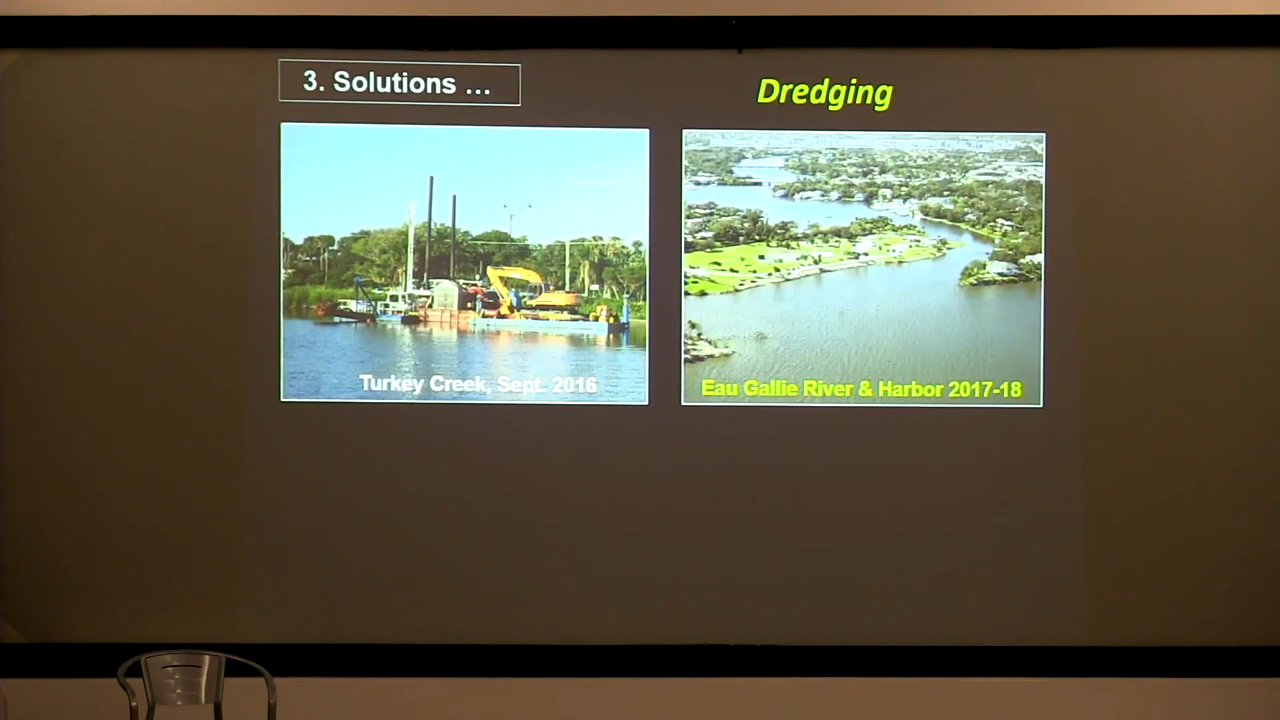 3. Solutions ...
Dredging
Turkey Creek, Sept. 2016
Eau Gallie River & Harbor 2017-18